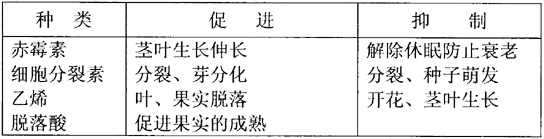 种 类 促 进 抑 制
赤霉素 茎叶生长伸长 解除休眠防止衰老
细胞分裂素 分裂、芽分化 分裂、种子萌发
乙烯 叶、果实脱落 开花、茎叶生长
脱落酸 促进果实的成熟